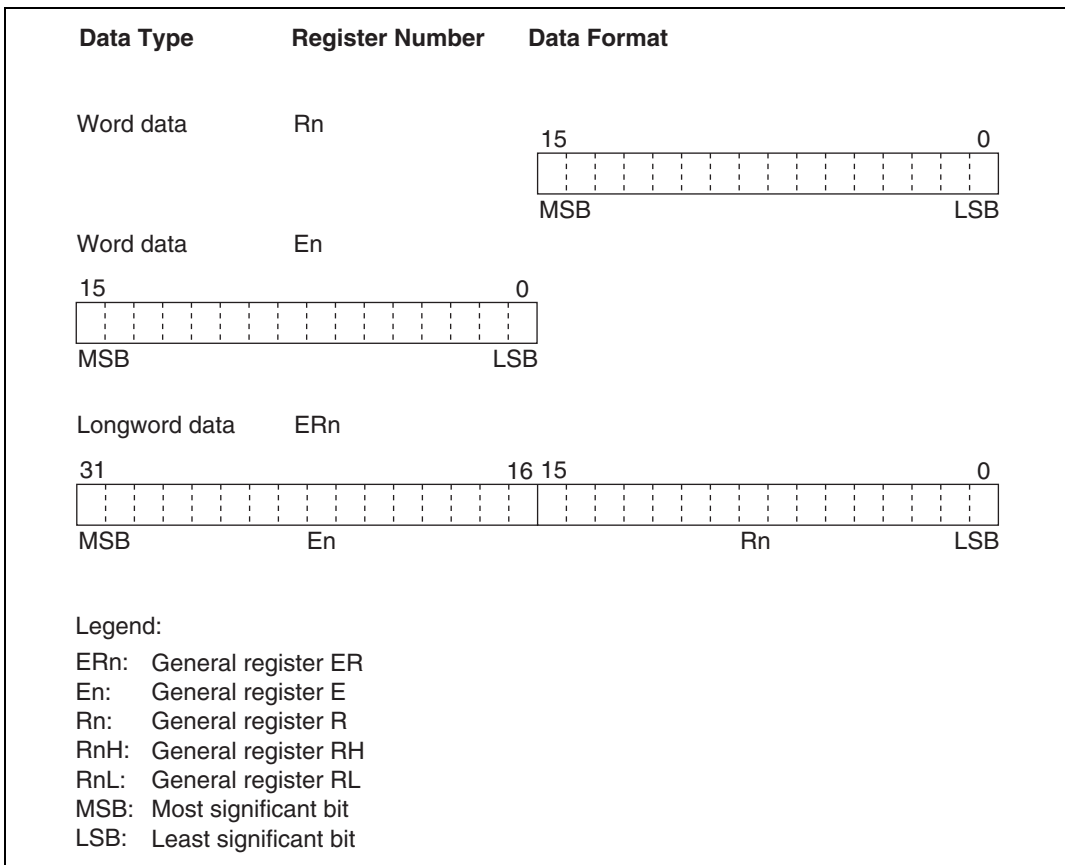 Data Type Register Number Data Format
Word data Rn
15 0
MSB LSB
Word data En
15 0
MSB LSB
Longword data ERn
31 16 15 0
MSB En Rn LSB
Legend:
ERn: General register ER
En: General register E
Rn: General register R
RnH: General register RH
RnL: General register RL
MSB: Most significant bit
LSB: Least significant bit